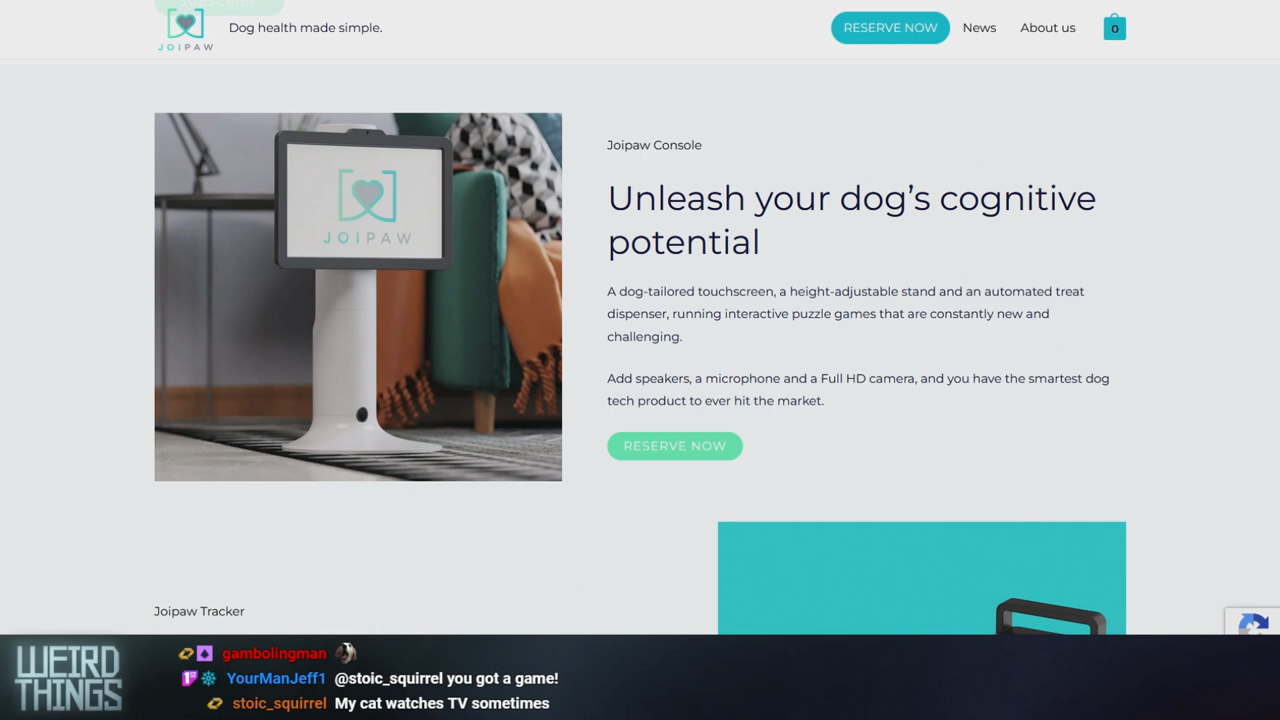 JOIPAW
Dog health made simple.
RESERVE NOW
News
About us
0
JOIPAW
Joipaw Console
Unleash your dog’s cognitive
potential
A dog-tailored touchscreen, a height-adjustable stand and an automated treat
dispenser, running interactive puzzle games that are constantly new and
challenging.
Add speakers, a microphone and a Full HD camera, and you have the smartest dog
tech product to ever hit the market.
RESERVE NOW
Joipaw Tracker
WEIRD
THINGS
gambolingman
1st YourManJeff1 @stoic_squirrel you got a game!
stoic_squirrel My cat watches TV sometimes